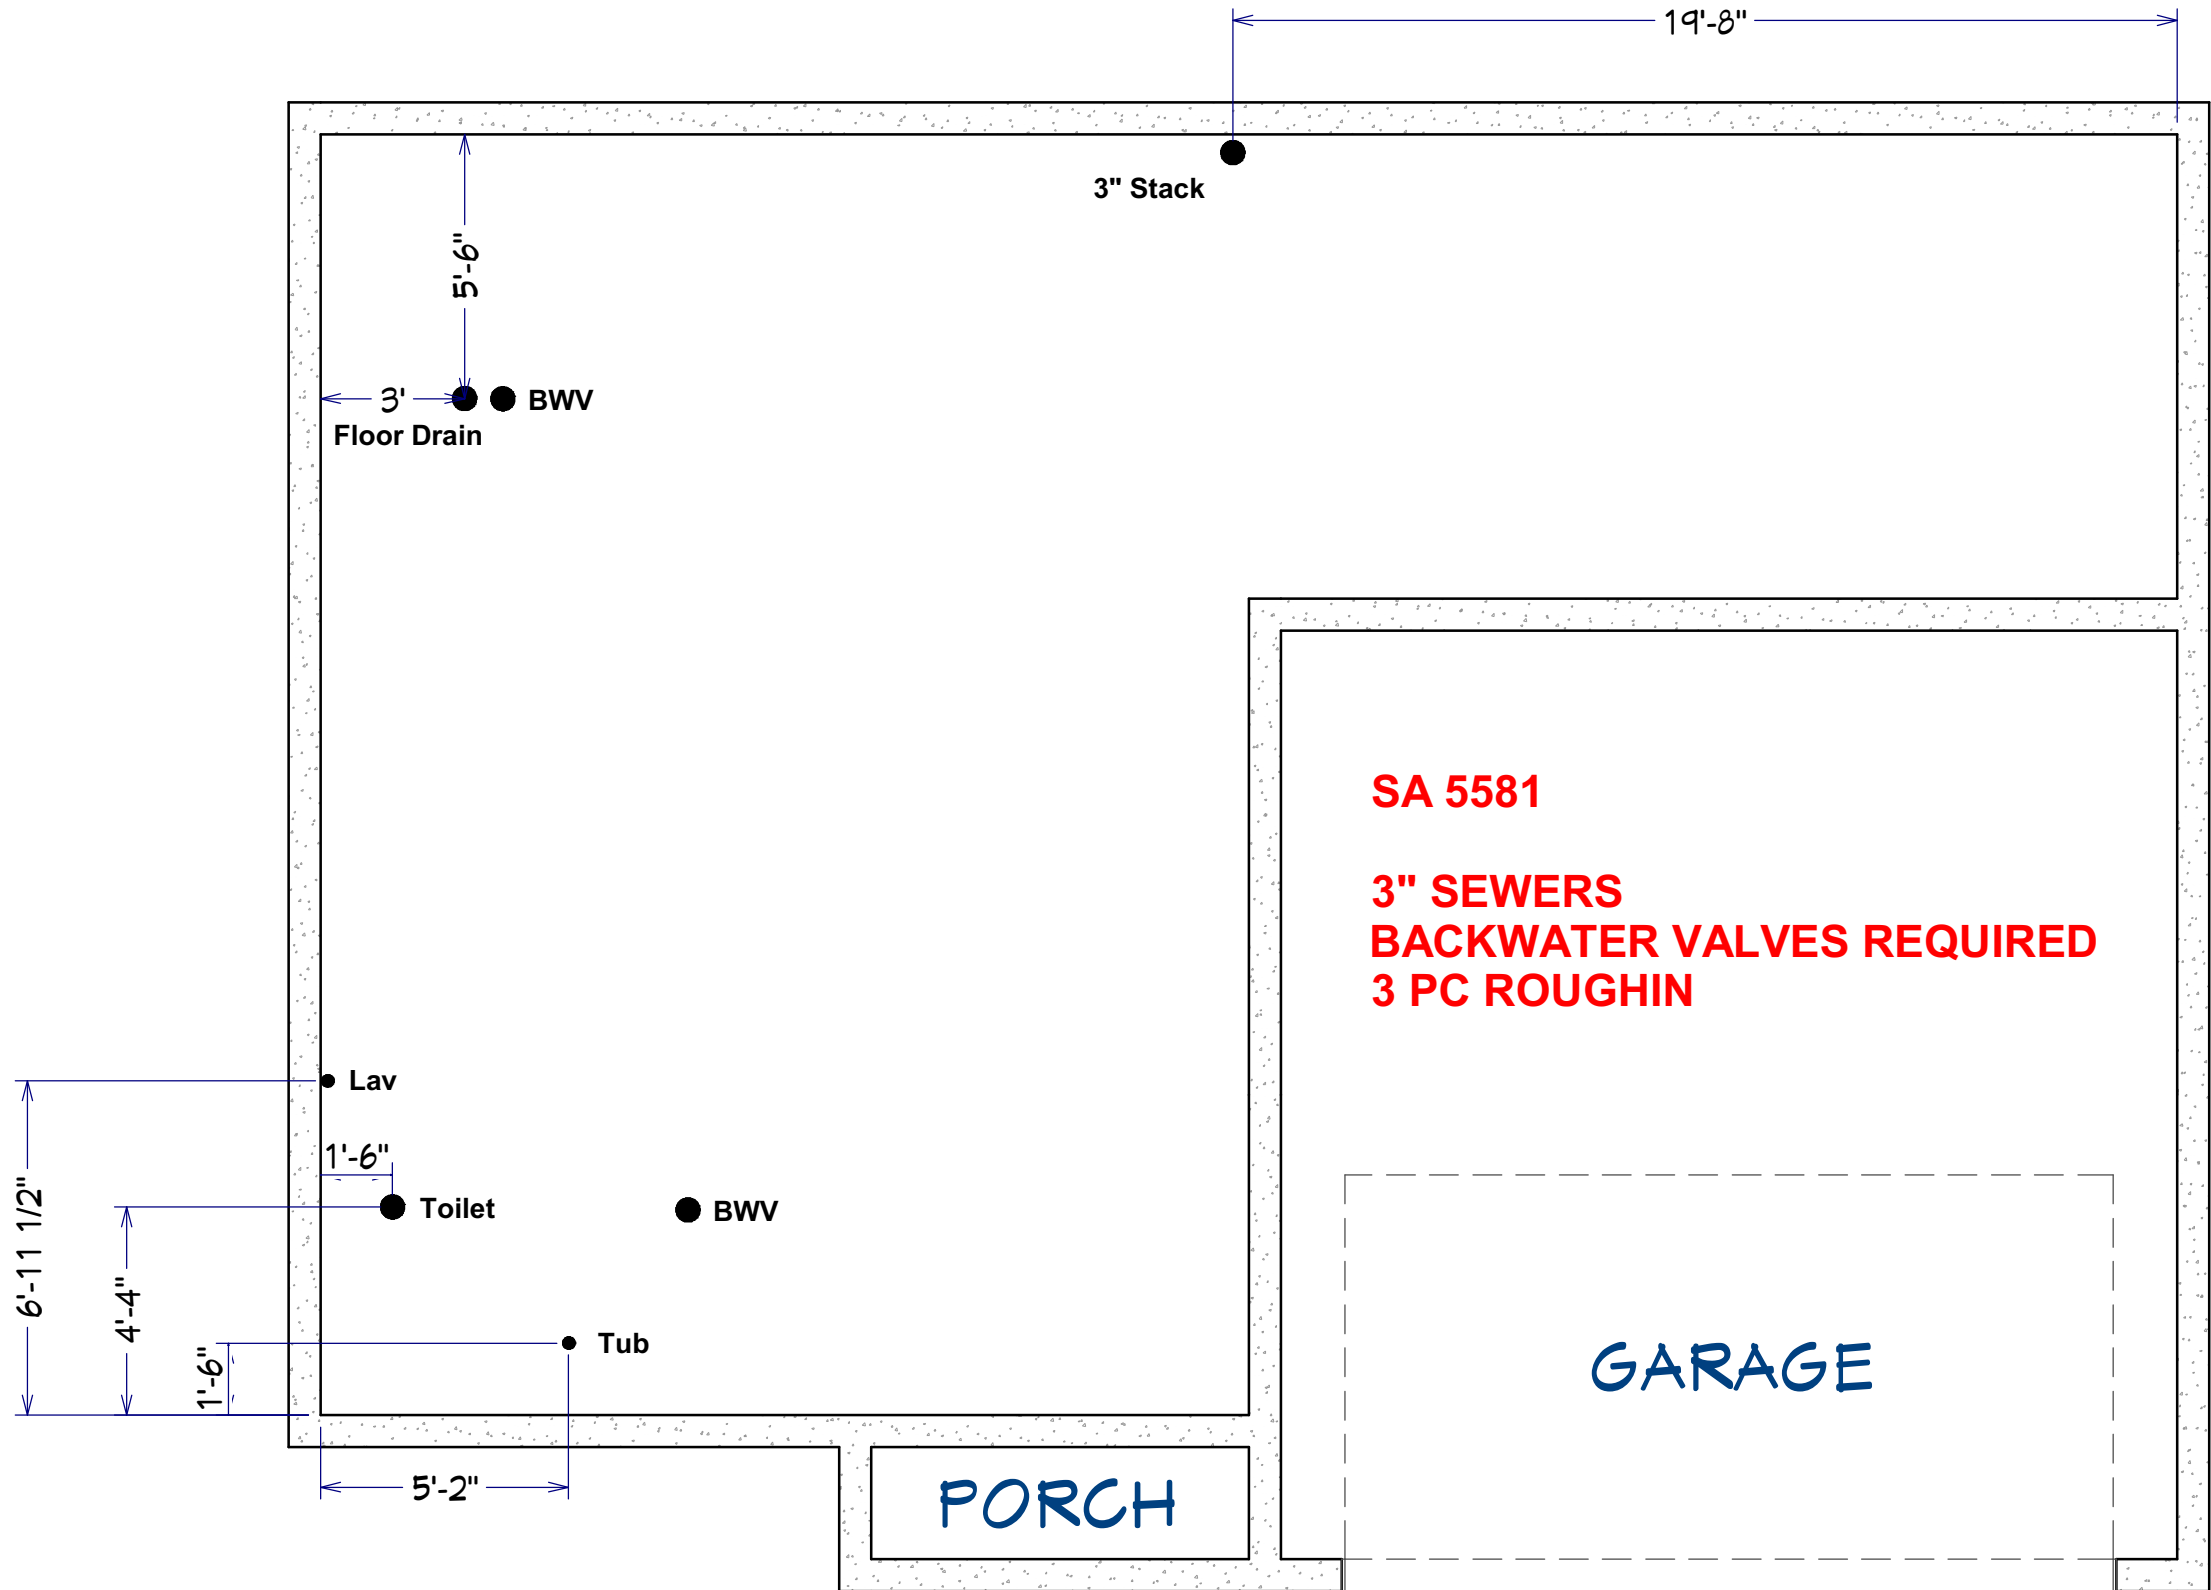 19'-8"
3" Stack
5'-6"
3'
BWV
Floor Drain
SA 5581
3" SEWERS
BACKWATER VALVES REQUIRED
3 PC ROUGHIN
Lav
1'-6"
Toilet
BWV
6'-11 1/2"
4'-4"
1'-6"
Tub
GARAGE
5'-2"
PORCH